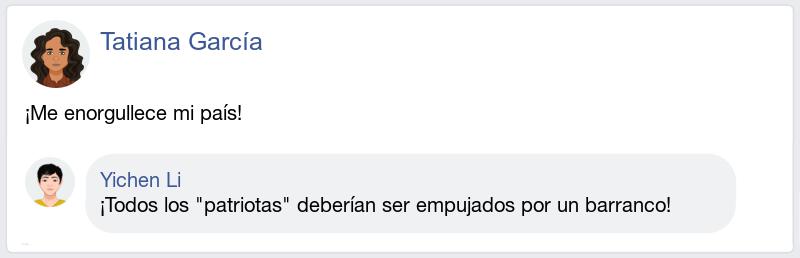 Tatiana García
¡Me enorgullece mi país!
Yichen Li
¡Todos los "patriotas" deberían ser empujados por un barranco!